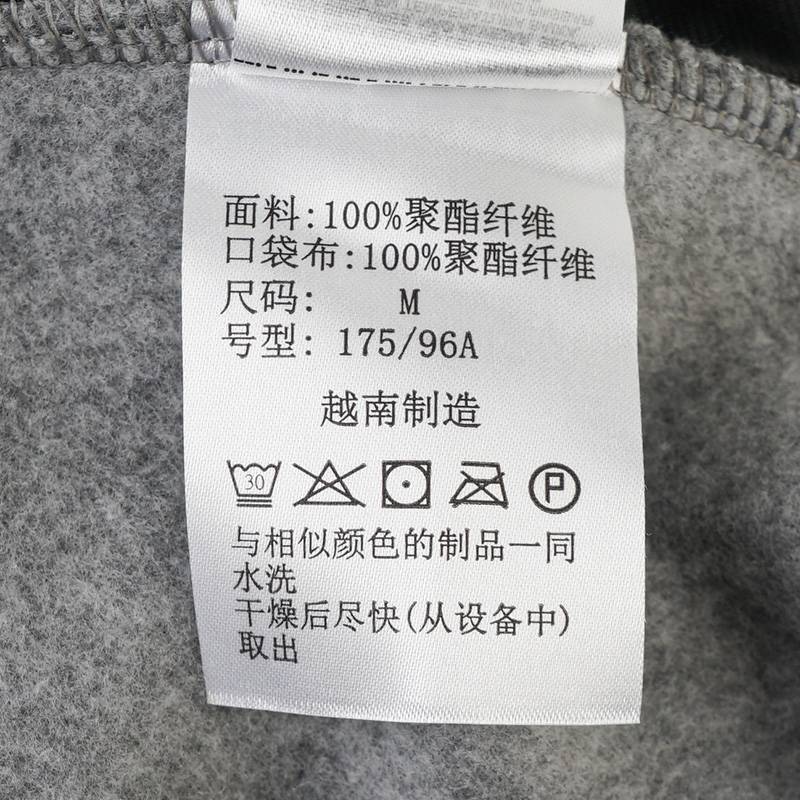 面料:100%聚酯纤维
口袋布:100%聚酯纤维
尺码: M
号型: 175/96A
越南制造
30 P
与相似颜色的制品一同
水洗
干燥后尽快(从设备中)
取出